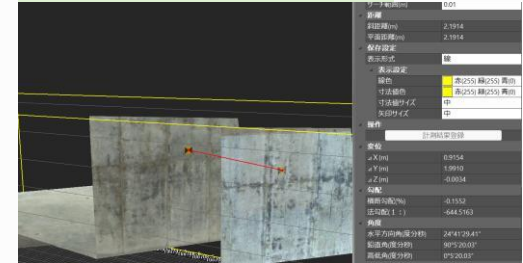 サーチ範囲(m) 0.01
距離
斜距離(m) 2.1914
平面距離(m) 2.1914
保存設定
表示形式 線
表示設定
線色 赤(255) 緑(255) 青(0)
寸法値色 赤(255) 緑(255) 青(0)
寸法値サイズ 中
矢印サイズ 中
操作
計測結果登録
変位
⊿X(m) 0.9154
⊿Y(m) 1.9910
⊿Z(m) -0.0034
勾配
横断勾配(%) -0.1552
法勾配( 1 : ) -644.5163
角度
水平方向角(度分秒) 24°41'29.41"
鉛直角(度分秒) 90°5'20.03"
高低角(度分秒) 0°5'20.03"